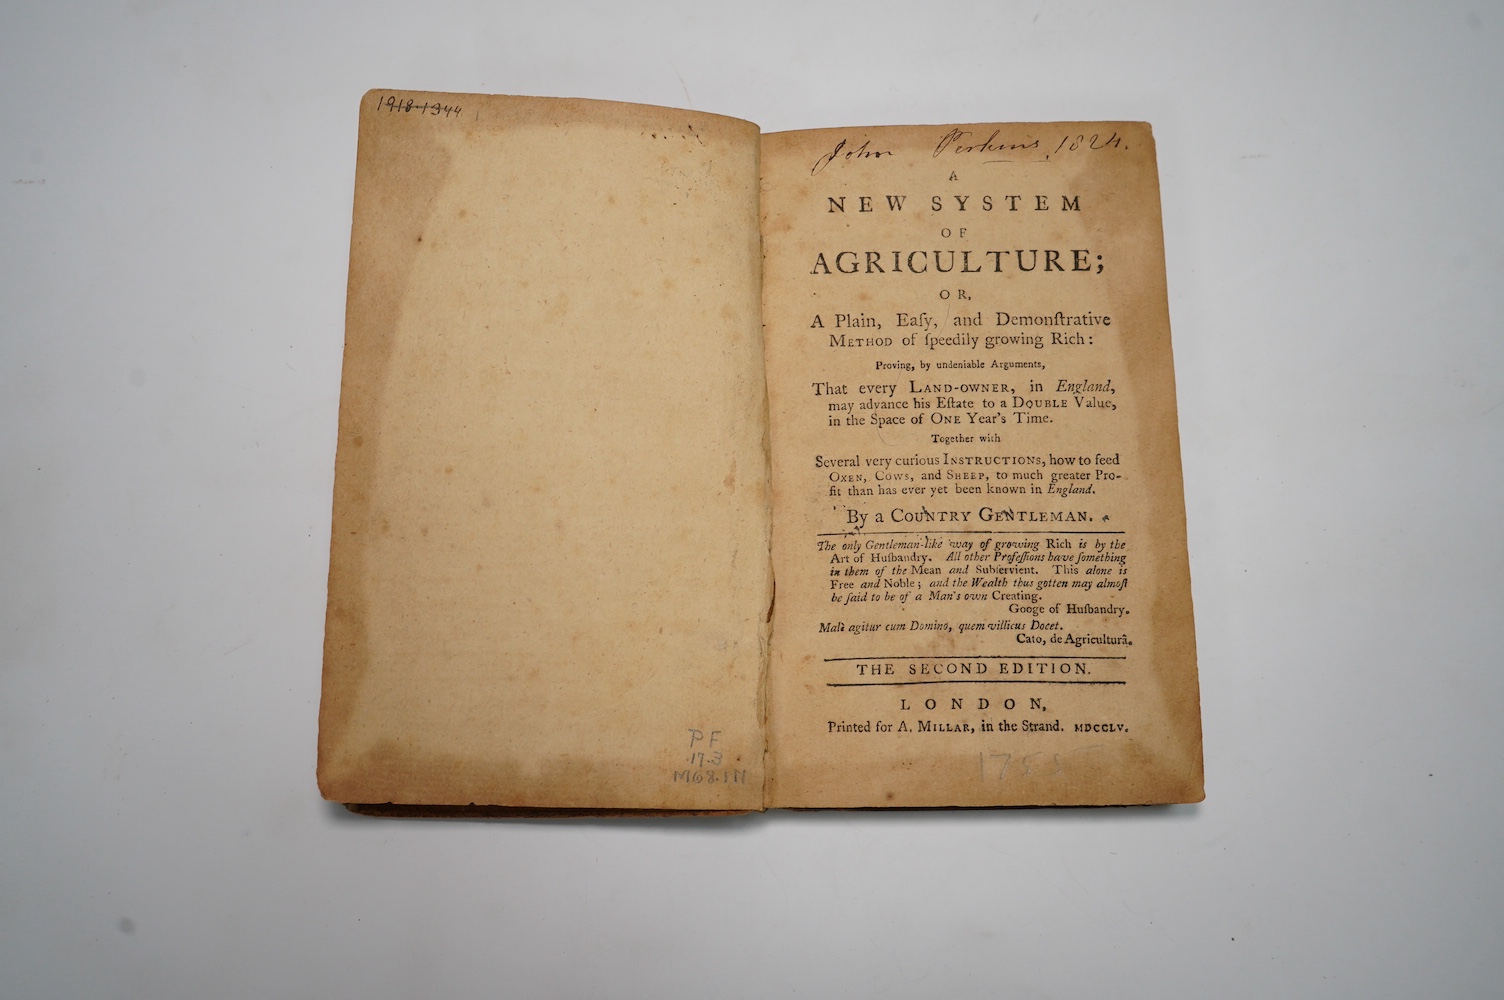 1918-1944
PF
17.3
M68.1N
John Perkins, 1824.
A
NEW SYSTEM
OF
AGRICULTURE;
OR,
A Plain, Eaſy, and Demonſtrative
METHOD of ſpeedily growing Rich:
Proving, by undeniable Arguments,
That every LAND-OWNER, in England,
may advance his Eſtate to a DOUBLE Value,
in the Space of ONE Year's Time.
Together with
Several very curious INSTRUCTIONS, how to feed
OXEN, COWS, and SHEEP, to much greater Pro-
fit than has ever yet been known in England.
By a COUNTRY GENTLEMAN.
The only Gentleman-like way of growing Rich is by the
Art of Huſbandry. All other Profeſſions have ſomething
in them of the Mean and Subſervient. This alone is
Free and Noble; and the Wealth thus gotten may almoſt
be ſaid to be of a Man's own Creating.
Googe of Huſbandry.
Malè agitur cum Domino, quem villicus Docet.
Cato, de Agriculturâ.
THE SECOND EDITION.
LONDON,
Printed for A. MILLAR, in the Strand. MDCCLV.
1755